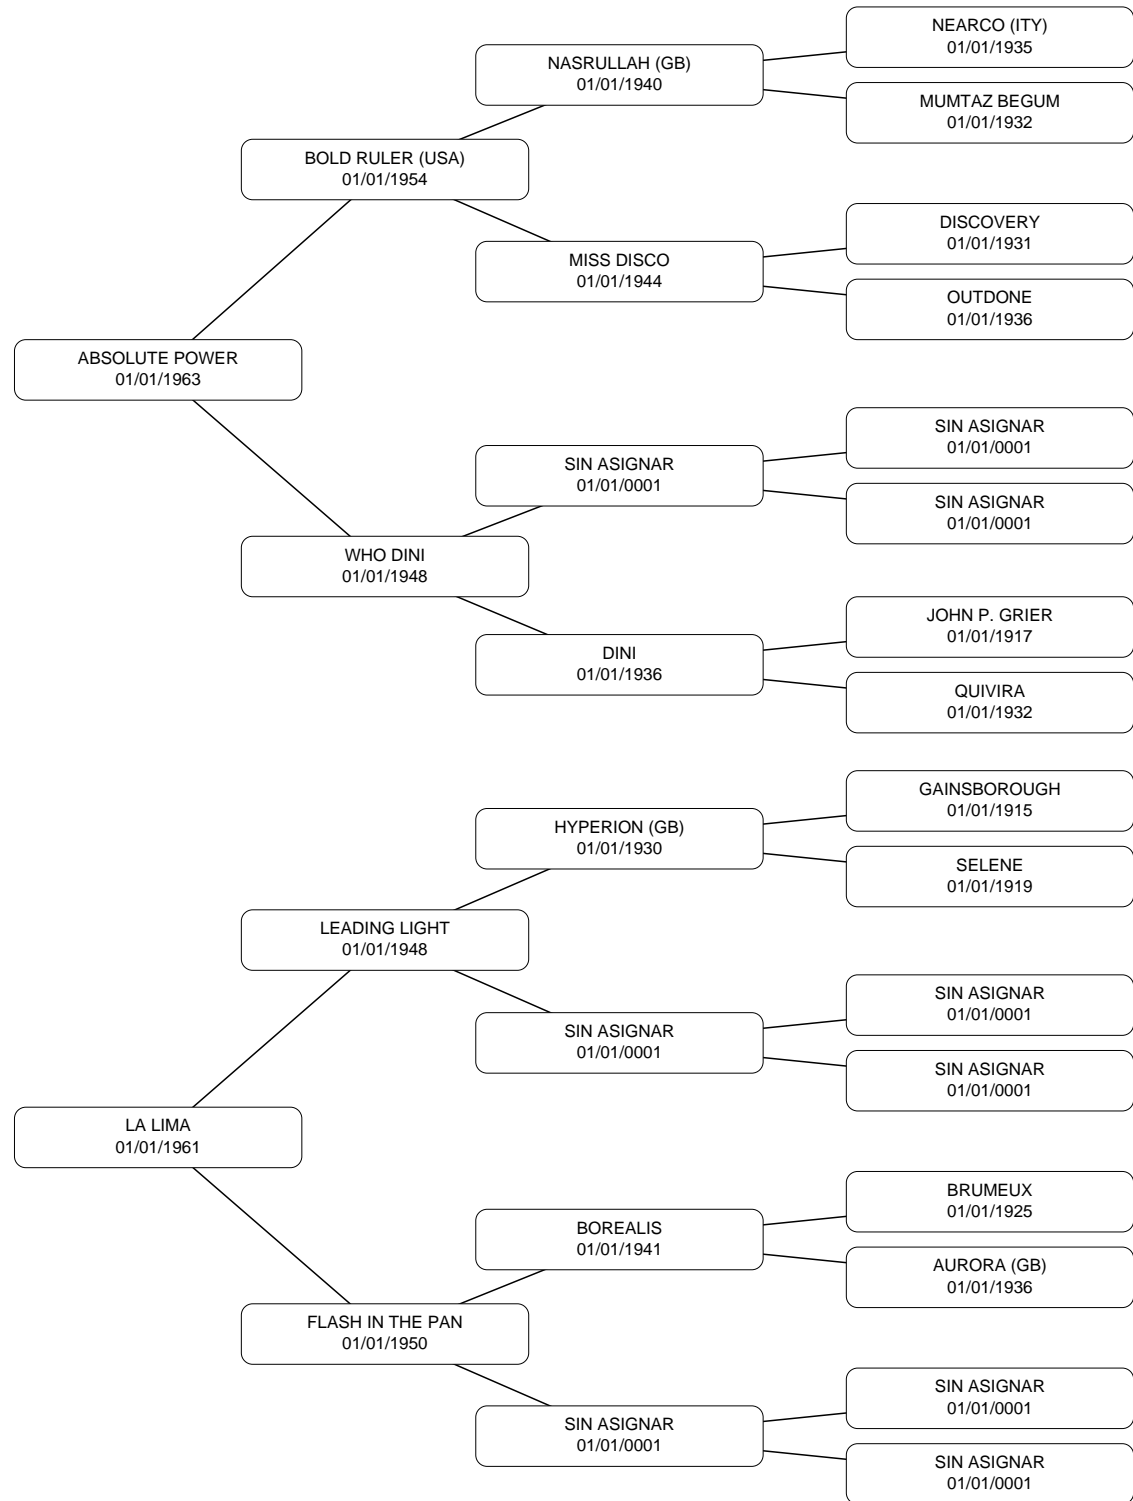 NEARCO (ITY)
01/01/1935
NASRULLAH (GB)
01/01/1940
MUMTAZ BEGUM
01/01/1932
BOLD RULER (USA)
01/01/1954
DISCOVERY
01/01/1931
MISS DISCO
01/01/1944
OUTDONE
01/01/1936
ABSOLUTE POWER
01/01/1963
SIN ASIGNAR
01/01/0001
SIN ASIGNAR
01/01/0001
SIN ASIGNAR
01/01/0001
WHO DINI
01/01/1948
JOHN P. GRIER
01/01/1917
DINI
01/01/1936
QUIVIRA
01/01/1932
GAINSBOROUGH
01/01/1915
HYPERION (GB)
01/01/1930
SELENE
01/01/1919
LEADING LIGHT
01/01/1948
SIN ASIGNAR
01/01/0001
SIN ASIGNAR
01/01/0001
SIN ASIGNAR
01/01/0001
LA LIMA
01/01/1961
BRUMEUX
01/01/1925
BOREALIS
01/01/1941
AURORA (GB)
01/01/1936
FLASH IN THE PAN
01/01/1950
SIN ASIGNAR
01/01/0001
SIN ASIGNAR
01/01/0001
SIN ASIGNAR
01/01/0001